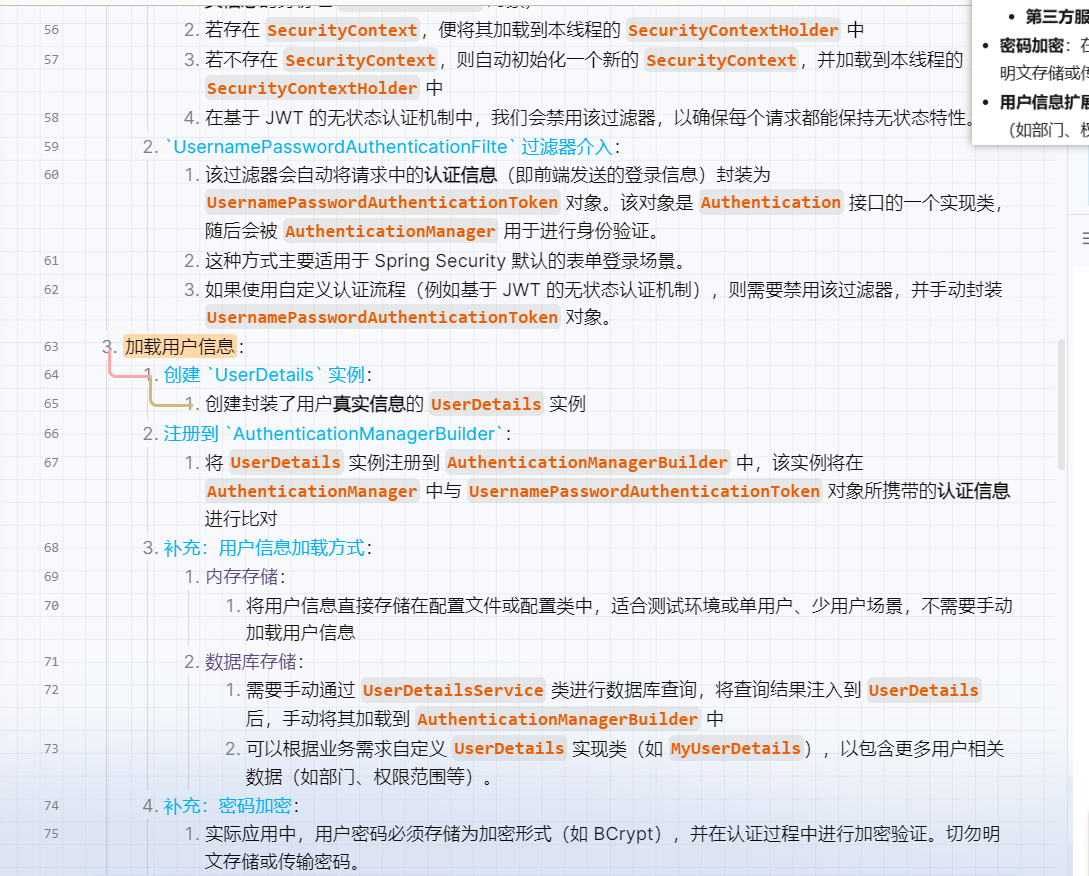 56 2. 若存在 SecurityContext ，便将其加载到本线程的 SecurityContextHolder 中
57 3. 若不存在 SecurityContext ，则自动初始化一个新的 SecurityContext ，并加载到本线程的
SecurityContextHolder 中
58 4. 在基于 JWT 的无状态认证机制中，我们会禁用该过滤器，以确保每个请求都能保持无状态特性。
59 2. `UsernamePasswordAuthenticationFilte` 过滤器介入：
60 1. 该过滤器会自动将请求中的认证信息（即前端发送的登录信息）封装为
UsernamePasswordAuthenticationToken 对象。该对象是 Authentication 接口的一个实现类，
随后会被 AuthenticationManager 用于进行身份验证。
61 2. 这种方式主要适用于 Spring Security 默认的表单登录场景。
62 3. 如果使用自定义认证流程（例如基于 JWT 的无状态认证机制），则需要禁用该过滤器，并手动封装
UsernamePasswordAuthenticationToken 对象。
63 3. 加载用户信息：
64 1. 创建 `UserDetails` 实例：
65 1. 创建封装了用户真实信息的 UserDetails 实例
66 2. 注册到 `AuthenticationManagerBuilder`：
67 1. 将 UserDetails 实例注册到 AuthenticationManagerBuilder 中，该实例将在
AuthenticationManager 中与 UsernamePasswordAuthenticationToken 对象所携带的认证信息
进行比对
68 3. 补充：用户信息加载方式：
69 1. 内存存储：
70 1. 将用户信息直接存储在配置文件或配置类中，适合测试环境或单用户、少用户场景，不需要手动
加载用户信息
71 2. 数据库存储：
72 1. 需要手动通过 UserDetailsService 类进行数据库查询，将查询结果注入到 UserDetails
后，手动将其加载到 AuthenticationManagerBuilder 中
73 2. 可以根据业务需求自定义 UserDetails 实现类（如 MyUserDetails），以包含更多用户相关
数据（如部门、权限范围等）。
74 4. 补充：密码加密：
75 1. 实际应用中，用户密码必须存储为加密形式（如 BCrypt），并在认证过程中进行加密验证。切勿明
文存储或传输密码。
• 第三方服
• 密码加密：在
明文存储或传
• 用户信息扩展
（如部门、权